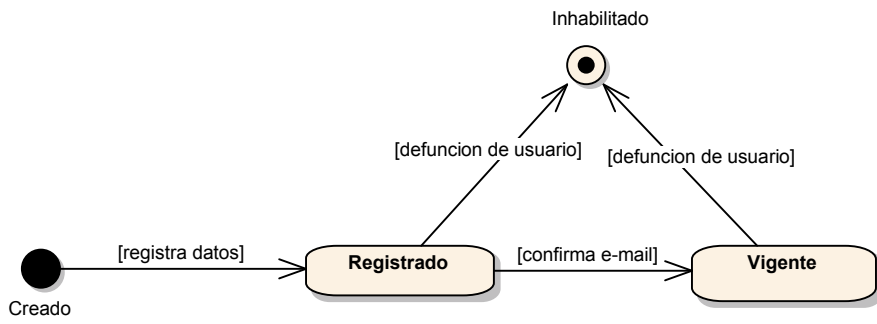 Inhabilitado
[defuncion de usuario]
[defuncion de usuario]
[registra datos]
Registrado
[confirma e-mail]
Vigente
Creado